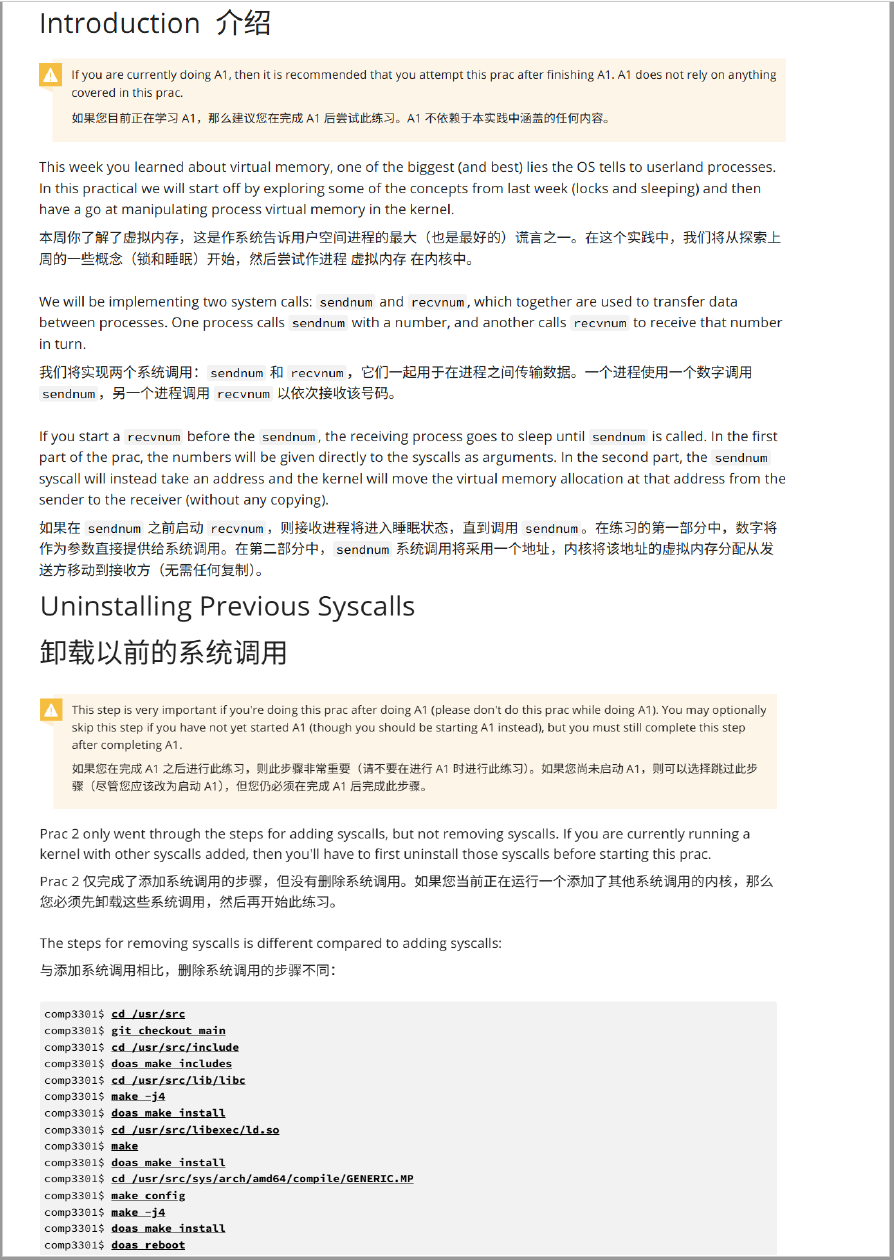 Introduction 介绍
If you are currently doing A1, then it is recommended that you attempt this prac after finishing A1. A1 does not rely on anything
covered in this prac.
如果您目前正在学习 A1，那么建议您在完成 A1 后尝试此练习。A1 不依赖于本实践中涵盖的任何内容。
This week you learned about virtual memory, one of the biggest (and best) lies the OS tells to userland processes.
In this practical we will start off by exploring some of the concepts from last week (locks and sleeping) and then
have a go at manipulating process virtual memory in the kernel.
本周你了解了虚拟内存，这是作系统告诉用户空间进程的最大（也是最好的）谎言之一。在这个实践中，我们将从探索上
周的一些概念（锁和睡眠）开始，然后尝试作进程 虚拟内存 在内核中。
We will be implementing two system calls: sendnum and recvnum, which together are used to transfer data
between processes. One process calls sendnum with a number, and another calls recvnum to receive that number
in turn.
我们将实现两个系统调用： sendnum 和 recvnum，它们一起用于在进程之间传输数据。一个进程使用一个数字调用
sendnum，另一个进程调用 recvnum 以依次接收该号码。
If you start a recvnum before the sendnum, the receiving process goes to sleep until sendnum is called. In the first
part of the prac, the numbers will be given directly to the syscalls as arguments. In the second part, the sendnum
syscall will instead take an address and the kernel will move the virtual memory allocation at that address from the
sender to the receiver (without any copying).
如果在 sendnum 之前启动 recvnum，则接收进程将进入睡眠状态，直到调用 sendnum。在练习的第一部分中，数字将
作为参数直接提供给系统调用。在第二部分中，sendnum 系统调用将采用一个地址，内核将该地址的虚拟内存分配从发
送方移动到接收方（无需任何复制）。
Uninstalling Previous Syscalls
卸载以前的系统调用
This step is very important if you're doing this prac after doing A1 (please don't do this prac while doing A1). You may optionally
skip this step if you have not yet started A1 (though you should be starting A1 instead), but you must still complete this step
after completing A1.
如果您在完成 A1 之后进行此练习，则此步骤非常重要（请不要在进行 A1 时进行此练习）。如果您尚未启动 A1，则可以选择跳过此步
骤（尽管您应该改为启动 A1），但您仍必须在完成 A1 后完成此步骤。
Prac 2 only went through the steps for adding syscalls, but not removing syscalls. If you are currently running a
kernel with other syscalls added, then you'll have to first uninstall those syscalls before starting this prac.
Prac 2 仅完成了添加系统调用的步骤，但没有删除系统调用。如果您当前正在运行一个添加了其他系统调用的内核，那么
您必须先卸载这些系统调用，然后再开始此练习。
The steps for removing syscalls is different compared to adding syscalls:
与添加系统调用相比，删除系统调用的步骤不同：
comp3301$ cd /usr/src
comp3301$ git checkout main
comp3301$ cd /usr/src/include
comp3301$ doas make includes
comp3301$ cd /usr/src/lib/libc
comp3301$ make -j4
comp3301$ doas make install
comp3301$ cd /usr/src/libexec/ld.so
comp3301$ make
comp3301$ doas make install
comp3301$ cd /usr/src/sys/arch/amd64/compile/GENERIC.MP
comp3301$ make config
comp3301$ make -j4
comp3301$ doas make install
comp3301$ doas reboot